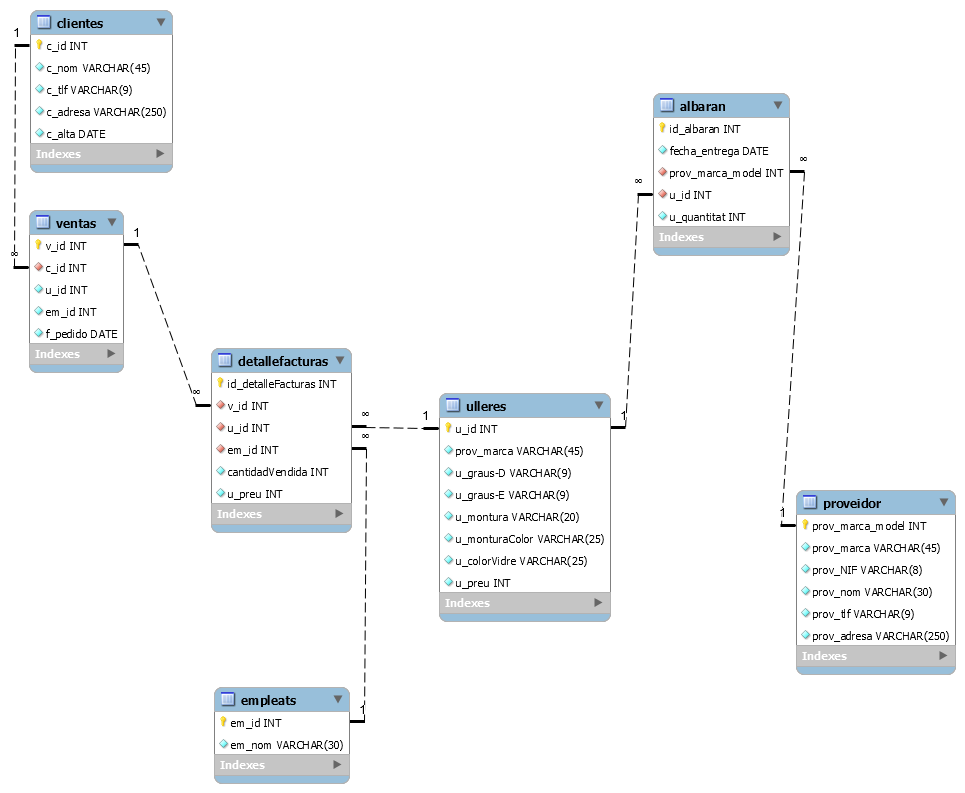 clientes
c_id INT
c_nom VARCHAR(45)
c_tlf VARCHAR(9)
c_adresa VARCHAR(250)
c_alta DATE
Indexes
1
∞
ventas
v_id INT
c_id INT
u_id INT
em_id INT
f_pedido DATE
Indexes
1
∞
detallefacturas
id_detalleFacturas INT
v_id INT
u_id INT
em_id INT
cantidadVendida INT
u_preu INT
Indexes
∞
1
∞
1
empleats
em_id INT
em_nom VARCHAR(30)
Indexes
ulleres
u_id INT
prov_marca VARCHAR(45)
u_graus-D VARCHAR(9)
u_graus-E VARCHAR(9)
u_montura VARCHAR(20)
u_monturaColor VARCHAR(25)
u_colorVidre VARCHAR(25)
u_preu INT
Indexes
1
∞
albaran
id_albaran INT
fecha_entrega DATE
prov_marca_model INT
u_id INT
u_quantitat INT
Indexes
∞
1
proveidor
prov_marca_model INT
prov_marca VARCHAR(45)
prov_NIF VARCHAR(8)
prov_nom VARCHAR(30)
prov_tlf VARCHAR(9)
prov_adresa VARCHAR(250)
Indexes